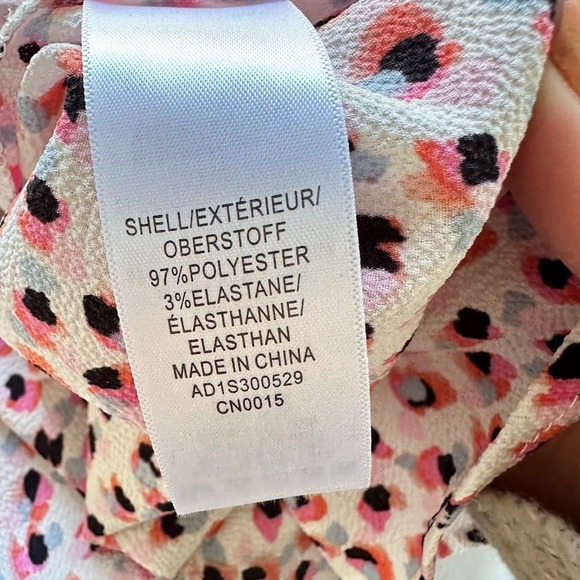 SHELL/EXTÉRIEUR/
OBERSTOFF
97%POLYESTER
3%ELASTANE/
ÉLASTHANNE/
ELASTHAN
MADE IN CHINA
AD1S300529
CN0015